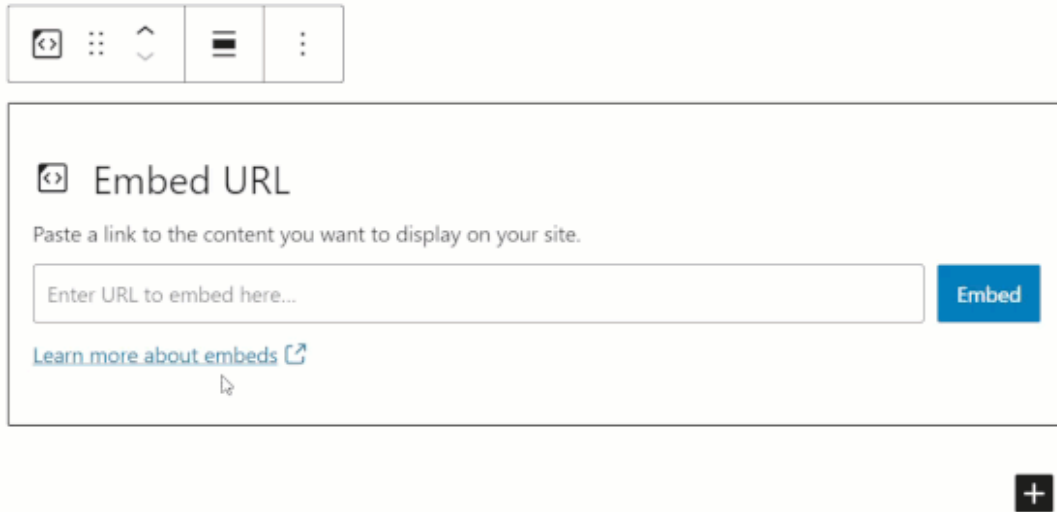 Embed URL
Paste a link to the content you want to display on your site.
Enter URL to embed here...
Embed
Learn more about embeds